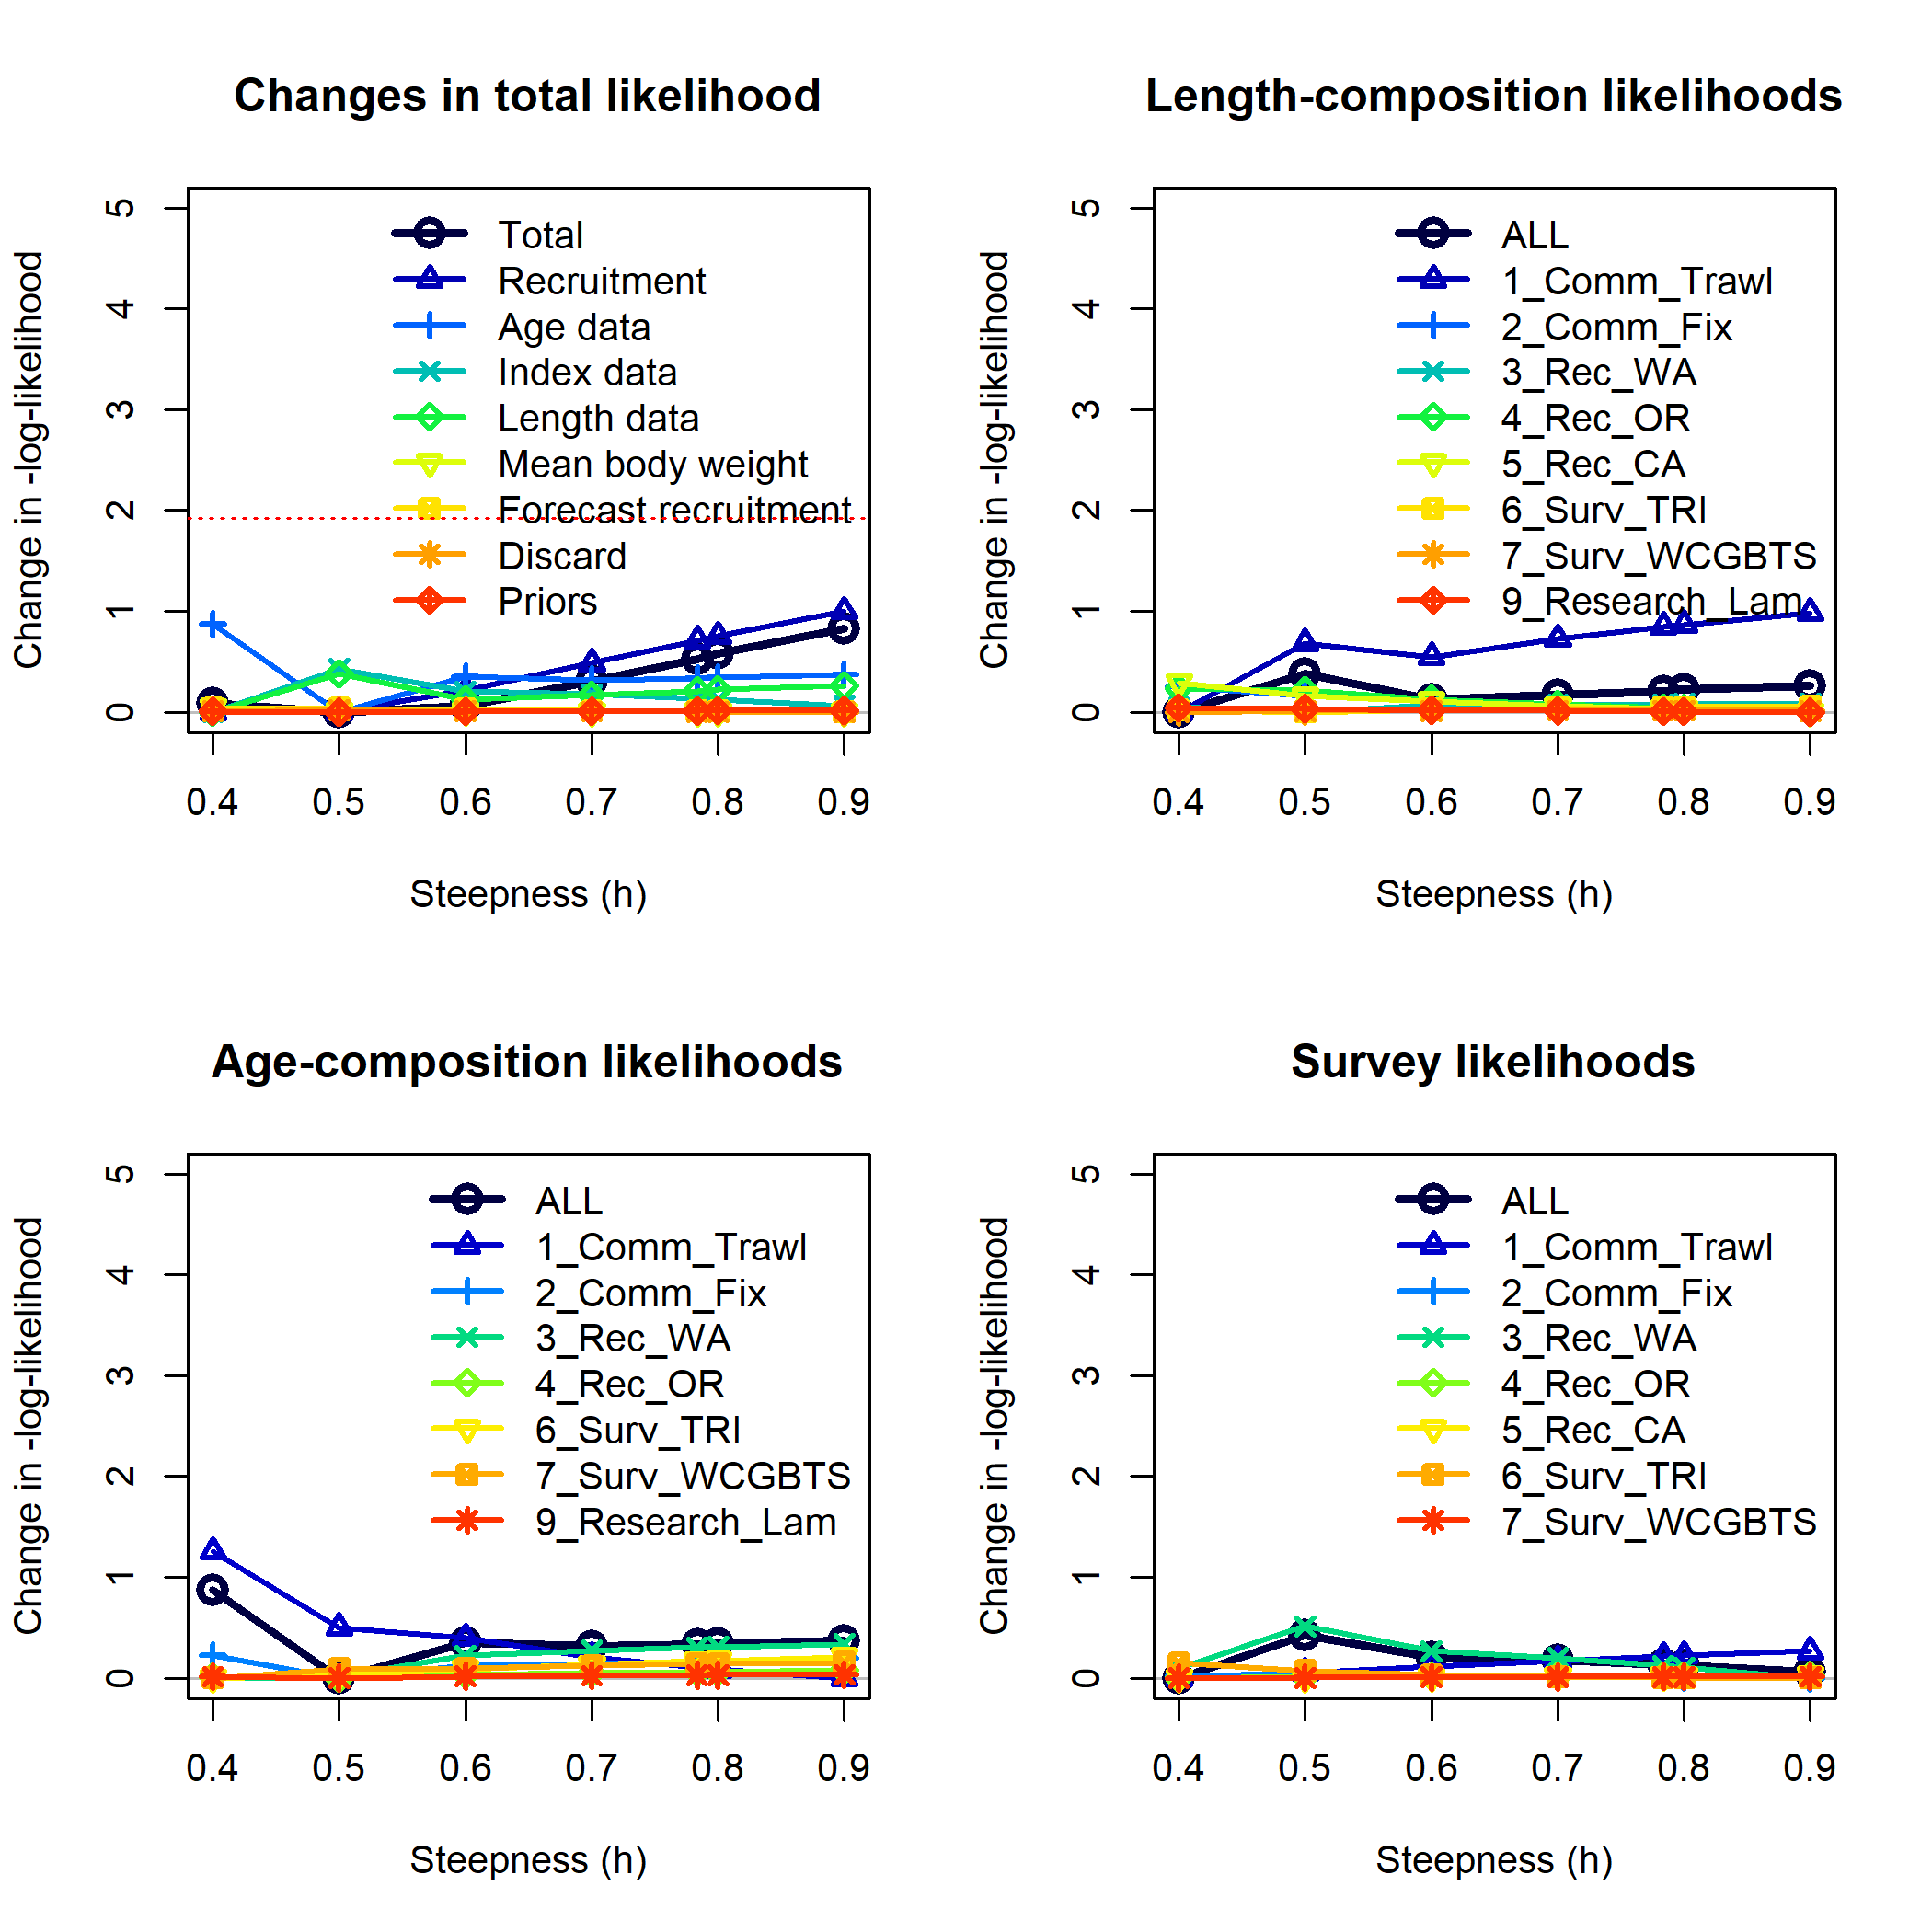 Changes in total likelihood
Change in -log-likelihood
5
4
3
2
1
0
Total
Recruitment
Age data
Index data
Length data
Mean body weight
Forecast recruitment
Discard
Priors
0.4 0.5 0.6 0.7 0.8 0.9
Steepness (h)
Length-composition likelihoods
Change in -log-likelihood
5
4
3
2
1
0
ALL
1_Comm_Trawl
2_Comm_Fix
3_Rec_WA
4_Rec_OR
5_Rec_CA
6_Surv_TRI
7_Surv_WCGBTS
9_Research_Lam
0.4 0.5 0.6 0.7 0.8 0.9
Steepness (h)
Age-composition likelihoods
Change in -log-likelihood
5
4
3
2
1
0
ALL
1_Comm_Trawl
2_Comm_Fix
3_Rec_WA
4_Rec_OR
6_Surv_TRI
7_Surv_WCGBTS
9_Research_Lam
0.4 0.5 0.6 0.7 0.8 0.9
Steepness (h)
Survey likelihoods
Change in -log-likelihood
5
4
3
2
1
0
ALL
1_Comm_Trawl
2_Comm_Fix
3_Rec_WA
4_Rec_OR
5_Rec_CA
6_Surv_TRI
7_Surv_WCGBTS
0.4 0.5 0.6 0.7 0.8 0.9
Steepness (h)